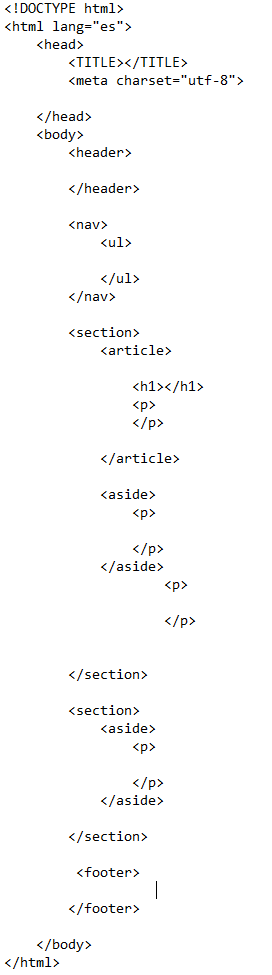 <!DOCTYPE html>
<html lang="es">
<head>
<TITLE></TITLE>
<meta charset="utf-8">
</head>
<body>
<header>
</header>
<nav>
<ul>
</ul>
</nav>
<section>
<article>
<h1></h1>
<p>
</p>
</article>
<aside>
<p>
</p>
</aside>
<p>
</p>
</section>
<section>
<aside>
<p>
</p>
</aside>
</section>
<footer>
</footer>
</body>
</html>